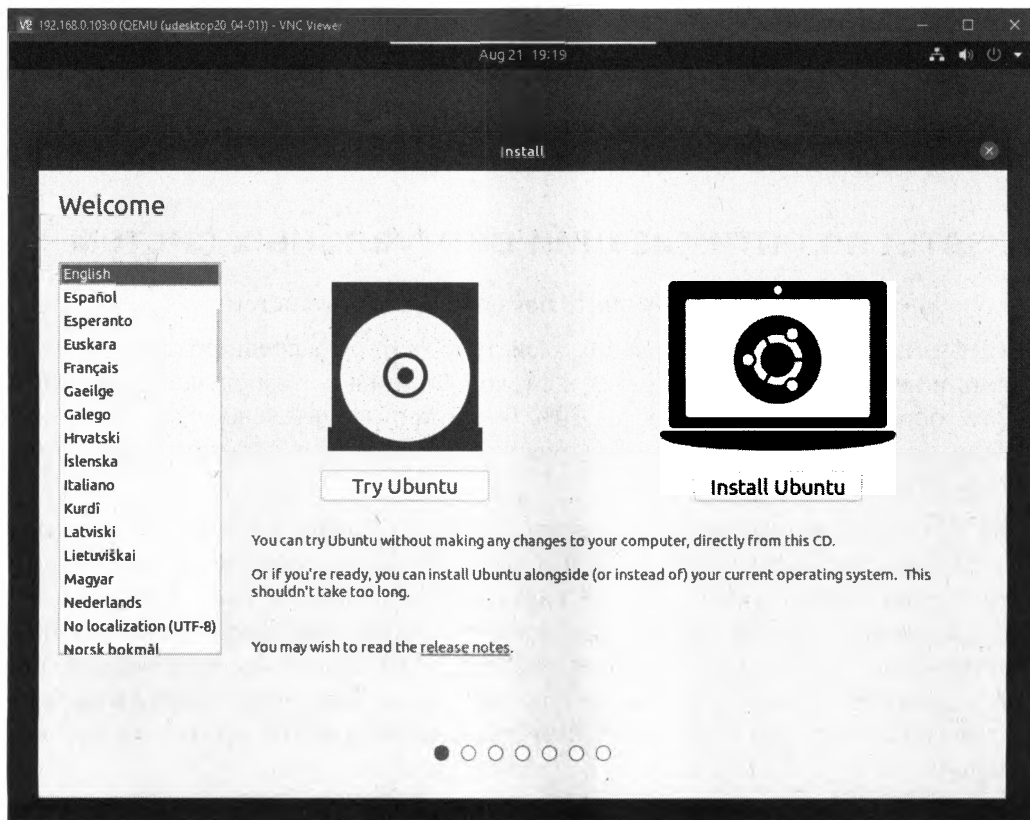 192.168.0.103:0 (QEMU (udesktop20_04-01)) - VNC Viewer
Aug 21 19:19
Install
Welcome
English
Español
Esperanto
Euskara
Français
Gaeilge
Galego
Hrvatski
Íslenska
Italiano
Kurdî
Latviski
Lietuviškai
Magyar
Nederlands
No localization (UTF-8)
Norsk bokmål
Try Ubuntu
Install Ubuntu
You can try Ubuntu without making any changes to your computer, directly from this CD.
Or if you're ready, you can install Ubuntu alongside (or instead of) your current operating system. This
shouldn't take too long.
You may wish to read the release notes.